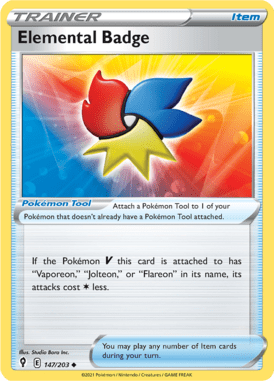 TRAINER Item
Elemental Badge
Pokémon Tool Attach a Pokémon Tool to 1 of your
Pokémon that doesn't already have a Pokémon Tool attached.
If the Pokémon V this card is attached to has
"Vaporeon," "Jolteon," or "Flareon" in its name, its
attacks cost less.
You may play any number of Item cards
during your turn.
Illus. Studio Bora Inc.
E 147/203
©2021 Pokémon / Nintendo / Creatures / GAME FREAK